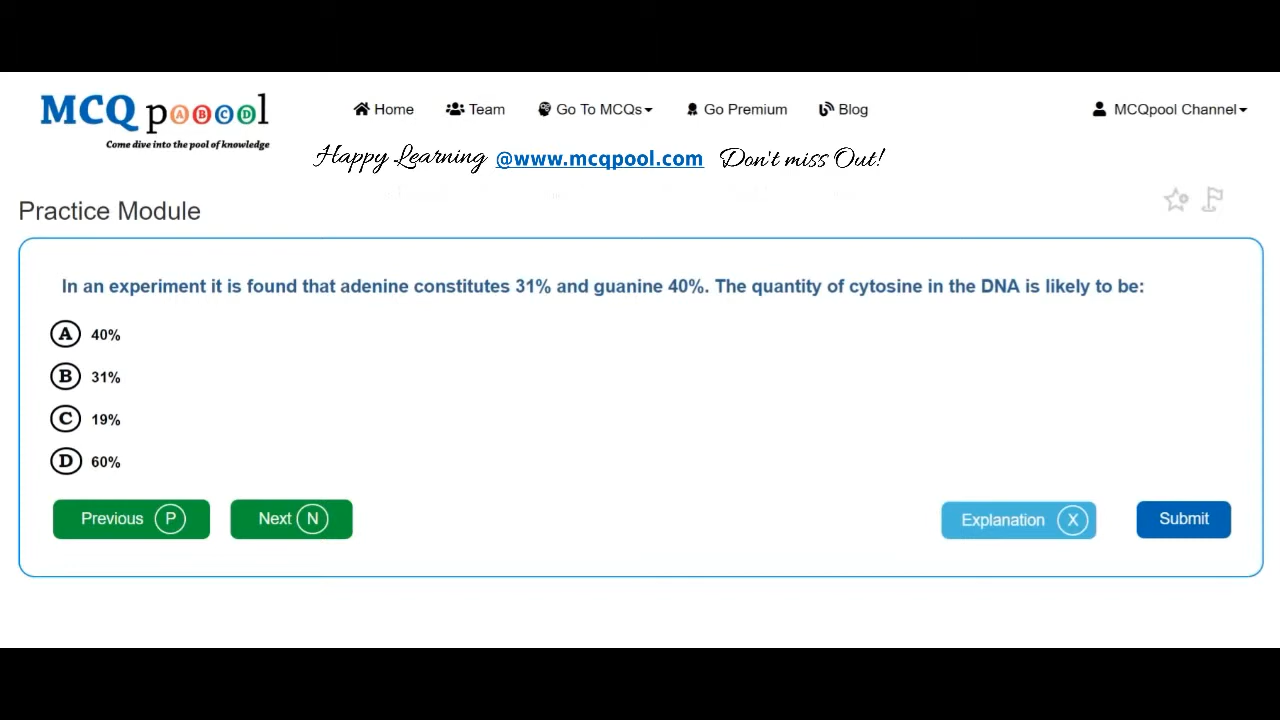 MCQ pABCDl
Come dive into the pool of knowledge
Home Team Go To MCQs Go Premium Blog MCQpool Channel
Happy Learning @www.mcqpool.com Don't miss Out!
Practice Module
In an experiment it is found that adenine constitutes 31% and guanine 40%. The quantity of cytosine in the DNA is likely to be:
A 40%
B 31%
C 19%
D 60%
Previous P Next N Explanation X Submit